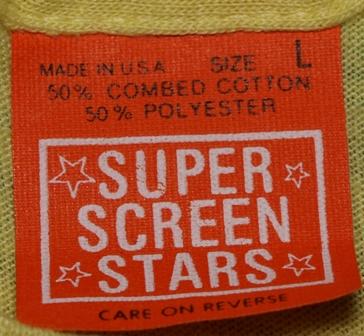 MADE IN U.S.A. SIZE L
50% COMBED COTTON
50% POLYESTER
SUPER
SCREEN
STARS
CARE ON REVERSE